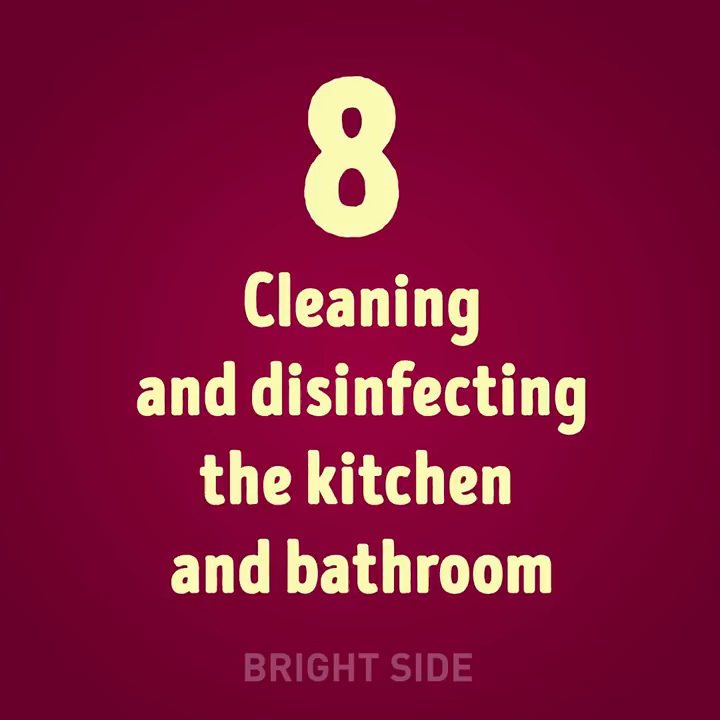 8
Cleaning
and disinfecting
the kitchen
and bathroom
BRIGHT SIDE